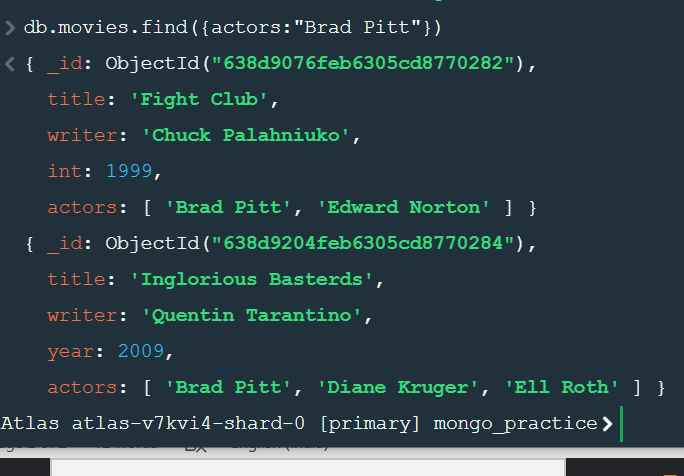 > db.movies.find({actors:"Brad Pitt"})
< { _id: ObjectId("638d9076feb6305cd8770282"),
title: 'Fight Club',
writer: 'Chuck Palahniuko',
int: 1999,
actors: [ 'Brad Pitt', 'Edward Norton' ] }
{ _id: ObjectId("638d9204feb6305cd8770284"),
title: 'Inglorious Basterds',
writer: 'Quentin Tarantino',
year: 2009,
actors: [ 'Brad Pitt', 'Diane Kruger', 'Ell Roth' ] }
Atlas atlas-v7kvi4-shard-0 [primary] mongo_practice>